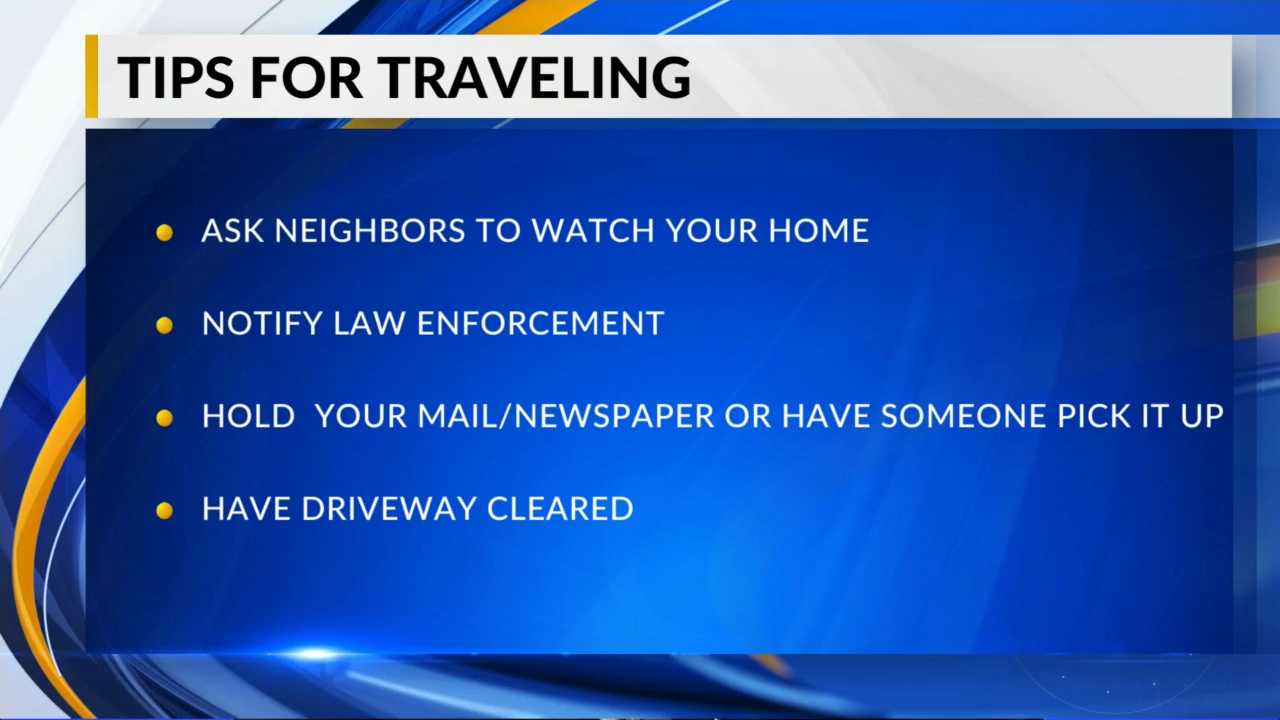 TIPS FOR TRAVELING
ASK NEIGHBORS TO WATCH YOUR HOME
NOTIFY LAW ENFORCEMENT
HOLD  YOUR MAIL/NEWSPAPER OR HAVE SOMEONE PICK IT UP
HAVE DRIVEWAY CLEARED